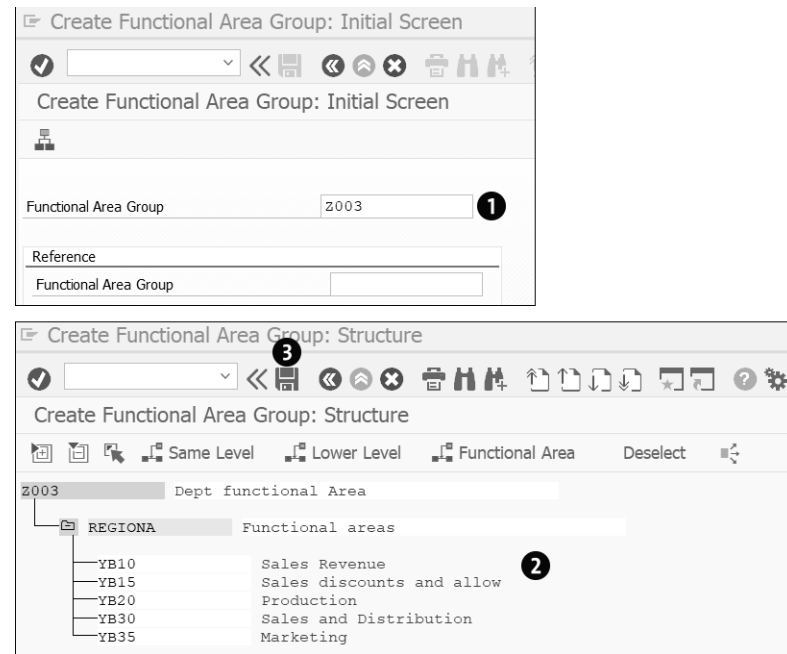 Create Functional Area Group: Initial Screen
Create Functional Area Group: Initial Screen
Functional Area Group Z003 1
Reference
Functional Area Group
Create Functional Area Group: Structure
3
Create Functional Area Group: Structure
Same Level Lower Level Functional Area Deselect
Z003 Dept functional Area
REGIONA Functional areas
YB10 Sales Revenue 2
YB15 Sales discounts and allow
YB20 Production
YB30 Sales and Distribution
YB35 Marketing